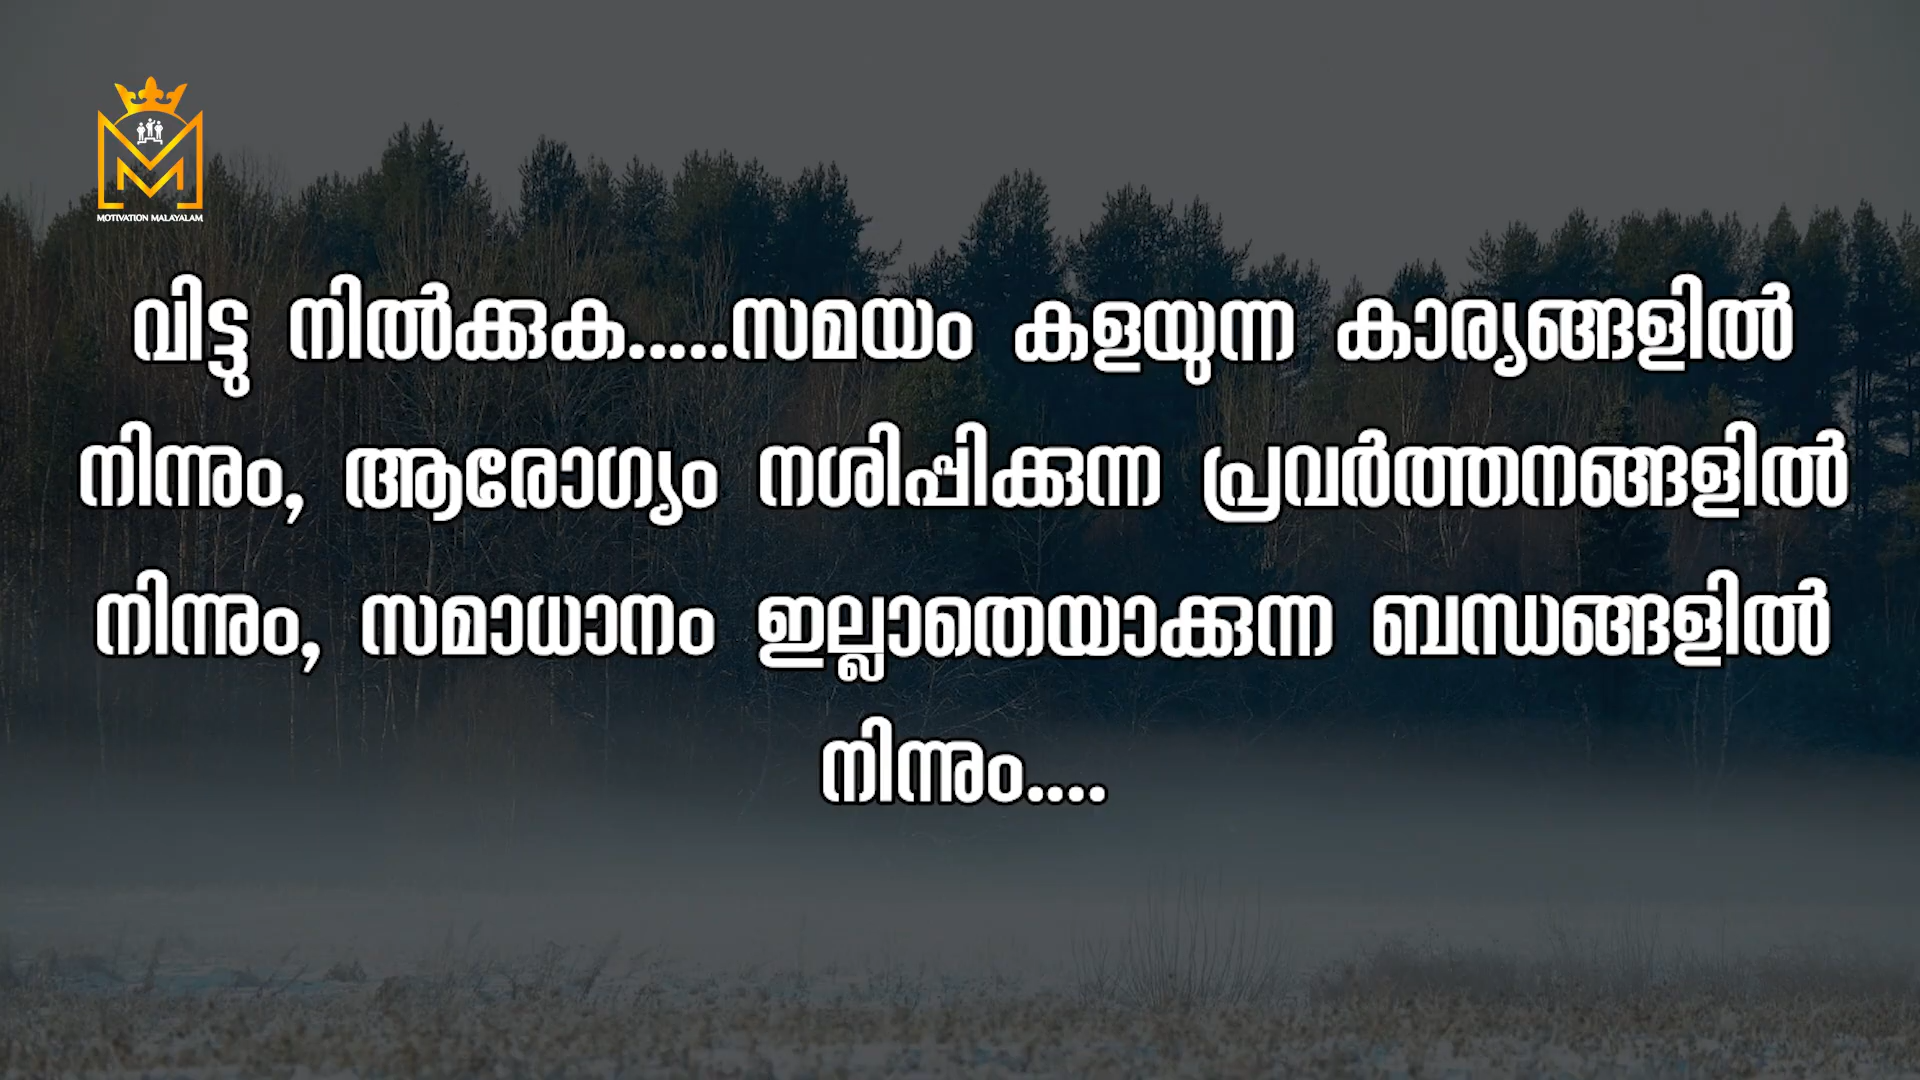 MOTIVATION MALAYALAM
വിട്ടു നിൽക്കുക.....സമയം കളയുന്ന കാര്യങ്ങളിൽ
നിന്നും, ആരോഗ്യം നശിപ്പിക്കുന്ന പ്രവർത്തനങ്ങളിൽ
നിന്നും, സമാധാനം ഇല്ലാതെയാക്കുന്ന ബന്ധങ്ങളിൽ
നിന്നും....